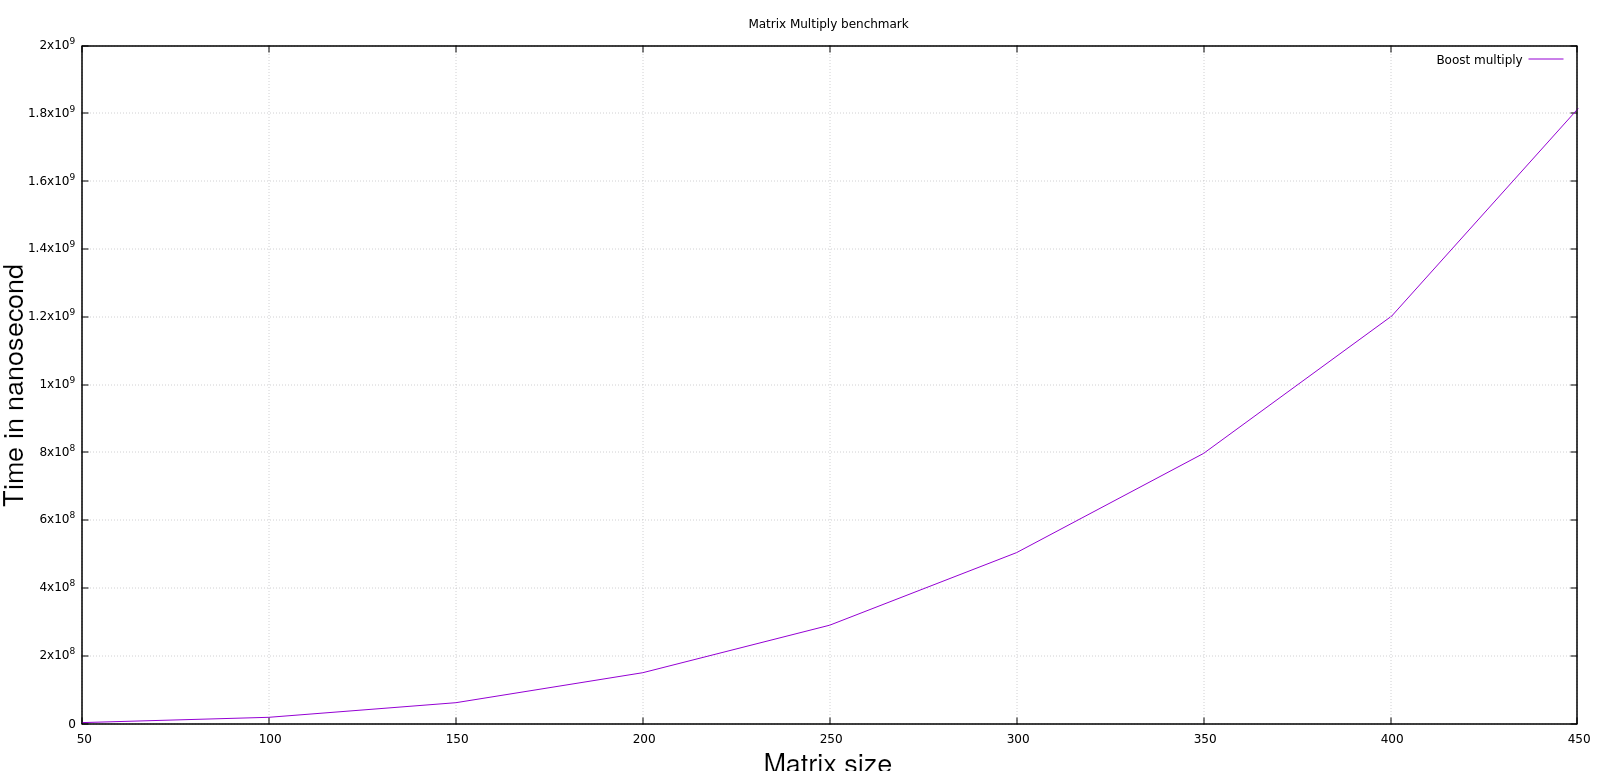 Matrix Multiply benchmark
Boost multiply
Time in nanosecond
2x10⁹
1.8x10⁹
1.6x10⁹
1.4x10⁹
1.2x10⁹
1x10⁹
8x10⁸
6x10⁸
4x10⁸
2x10⁸
0
50 100 150 200 250 300 350 400 450
Matrix size